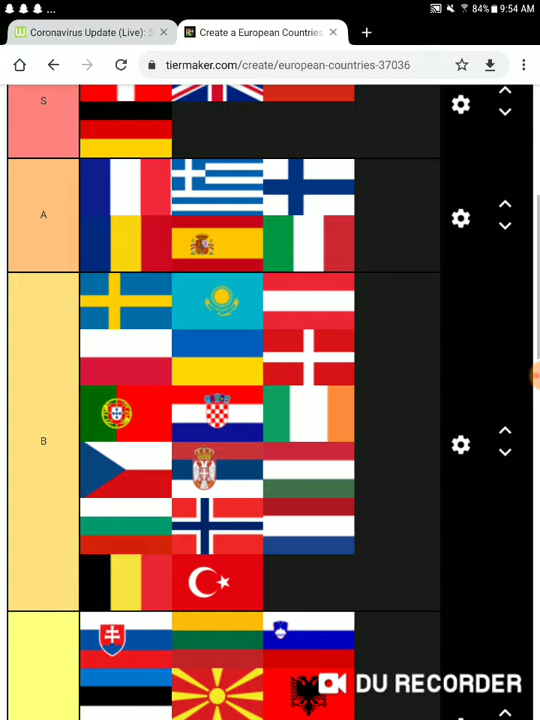 84% 9:54 AM
Coronavirus Update (Live):
Create a European Countries
tiermaker.com/create/european-countries-37036
S
A
B
DU RECORDER